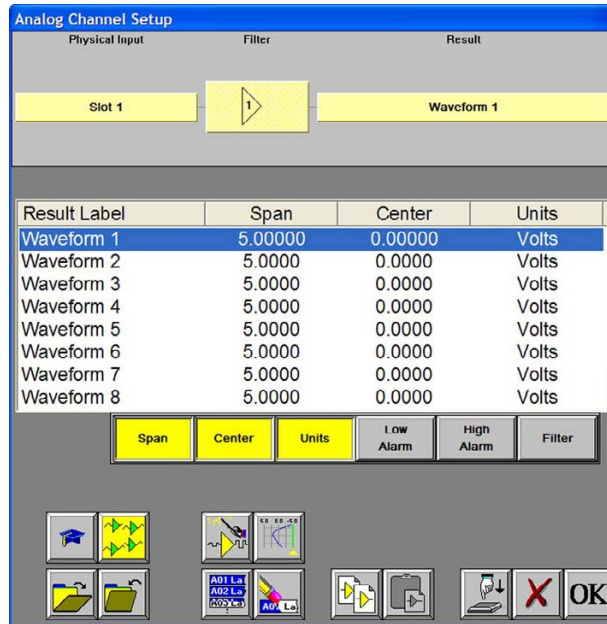 Analog Channel Setup
Physical Input Filter Result
Slot 1 1 Waveform 1
Result Label Span Center Units
Waveform 1 5.00000 0.00000 Volts
Waveform 2 5.0000 0.0000 Volts
Waveform 3 5.0000 0.0000 Volts
Waveform 4 5.0000 0.0000 Volts
Waveform 5 5.0000 0.0000 Volts
Waveform 6 5.0000 0.0000 Volts
Waveform 7 5.0000 0.0000 Volts
Waveform 8 5.0000 0.0000 Volts
Span Center Units Low Alarm High Alarm Filter
A01 La
A02 La
A03 La
La
OK